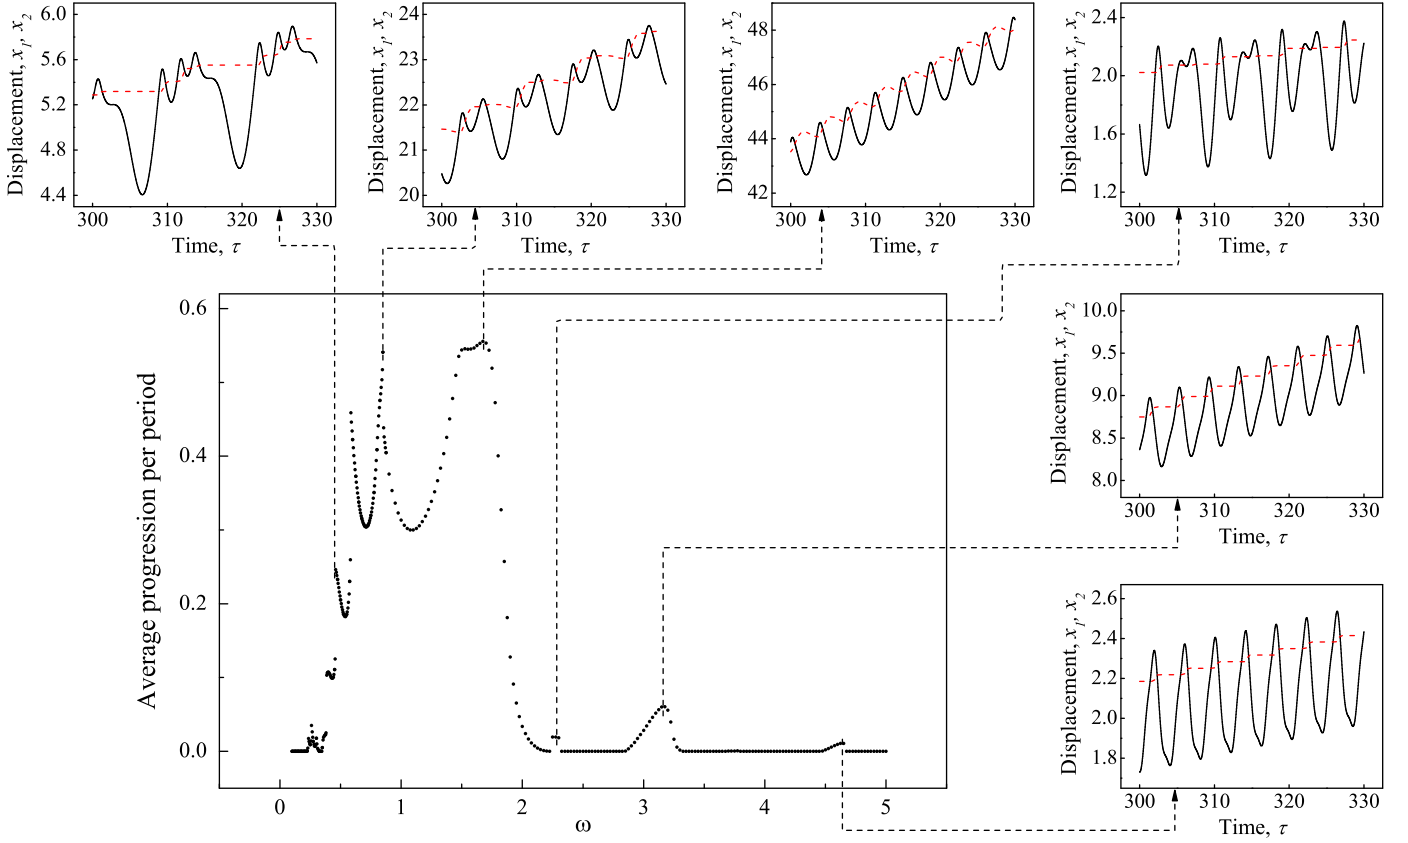 Displacement, x1, x2
6.0
5.6
5.2
4.8
4.4
300 310 320 330
Time, τ
Displacement, x1, x2
24
23
22
21
20
300 310 320 330
Time, τ
Displacement, x1, x2
48
46
44
42
300 310 320 330
Time, τ
Displacement, x1, x2
2.4
2.0
1.6
1.2
300 310 320 330
Time, τ
Average progression per period
0.6
0.4
0.2
0.0
0 1 2 3 4 5
ω
Displacement, x1, x2
10.0
9.5
9.0
8.5
8.0
300 310 320 330
Time, τ
Displacement, x1, x2
2.6
2.4
2.2
2.0
1.8
300 310 320 330
Time, τ